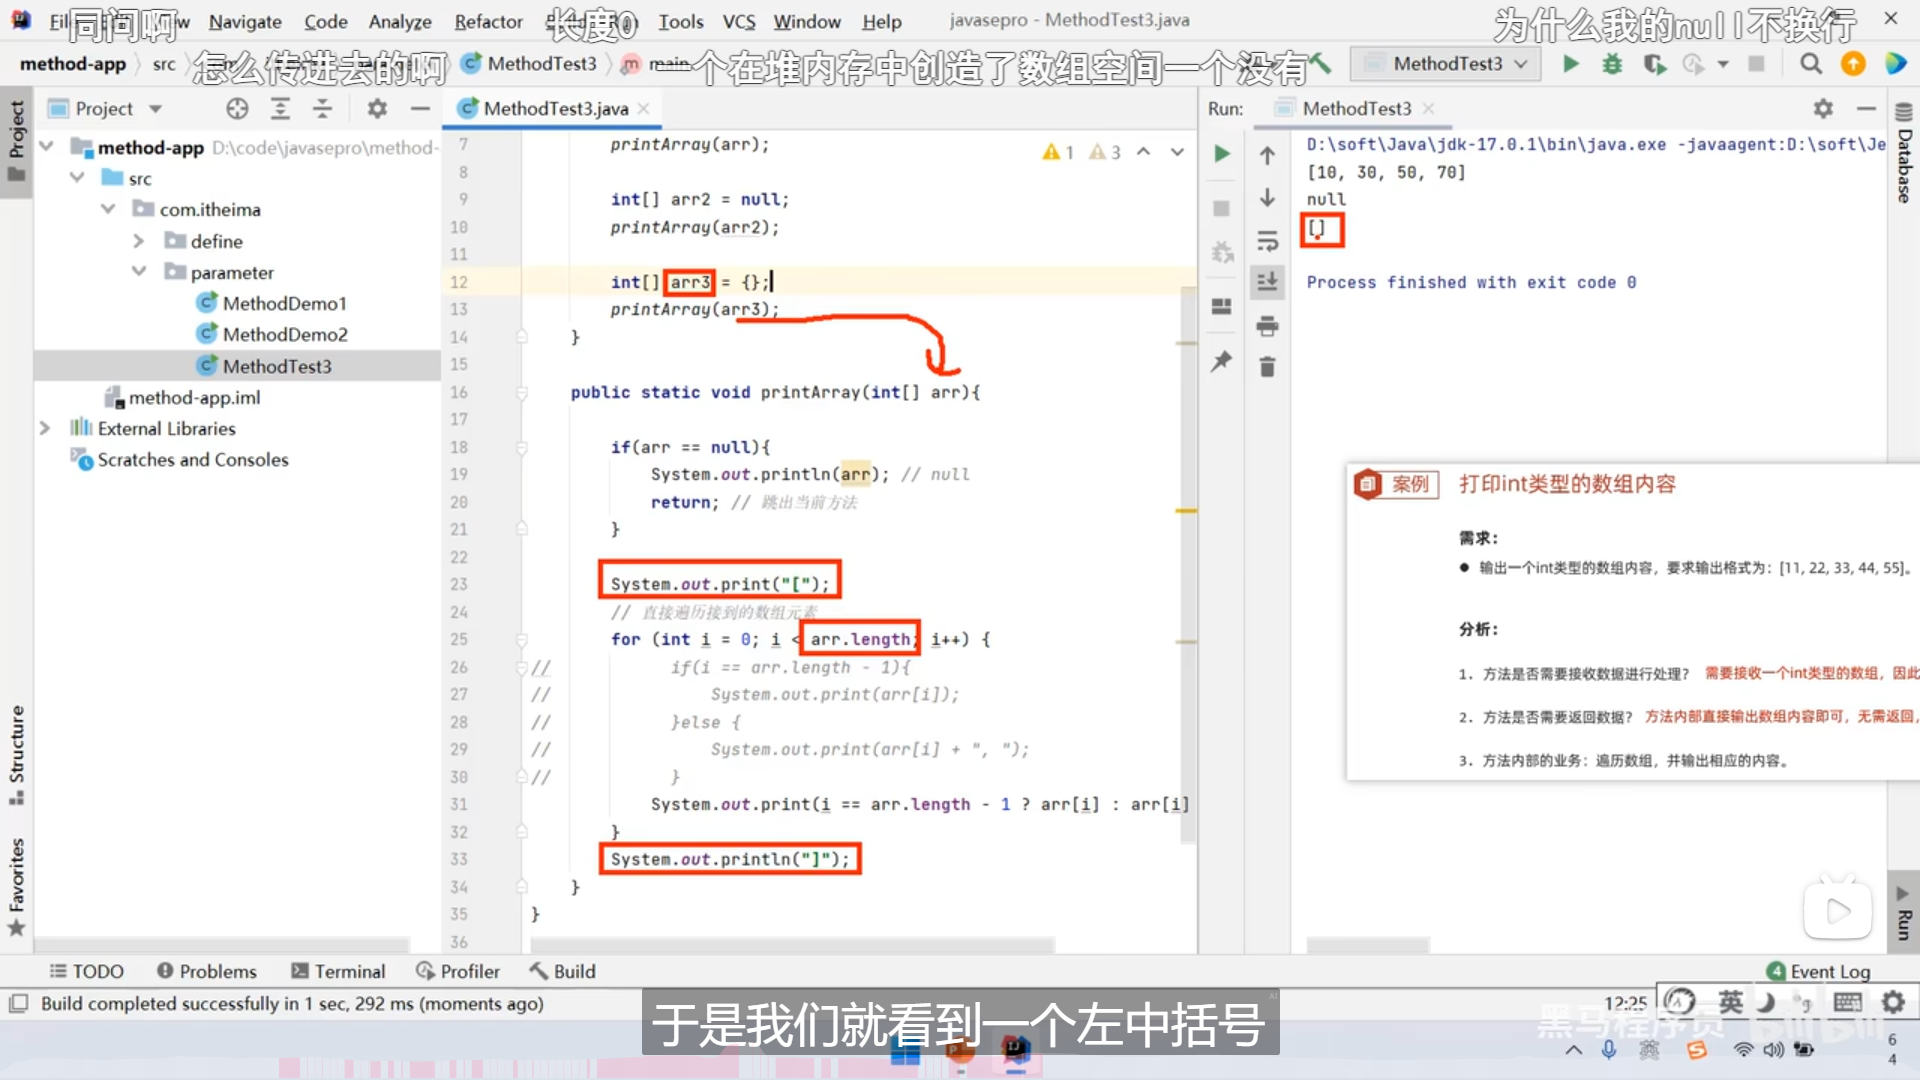 Navigate Code Analyze Refactor Tools VCS Window Help javasepro - MethodTest3.java
同问啊
长度0
为什么我的null不换行
method-app src MethodTest3 MethodTest3
怎么传进去的啊
一个在堆内存中创造了数组空间一个没有
Project
Project
MethodTest3.java
Run: MethodTest3
Database
method-app D:\code\javasepro\method-
src
com.itheima
define
parameter
MethodDemo1
MethodDemo2
MethodTest3
method-app.iml
External Libraries
Scratches and Consoles
1 3
7 printArray(arr);
8
9 int[] arr2 = null;
10 printArray(arr2);
11
12 int[] arr3 = {};
13 printArray(arr3);
14 }
15
16 public static void printArray(int[] arr){
17
18 if(arr == null){
19 System.out.println(arr); // null
20 return; // 跳出当前方法
21 }
22
23 System.out.print("[");
24 // 直接遍历接到的数组元素
25 for (int i = 0; i < arr.length; i++) {
26 // if(i == arr.length - 1){
27 // System.out.print(arr[i]);
28 // }else {
29 // System.out.print(arr[i] + ", ");
30 // }
31 System.out.print(i == arr.length - 1 ? arr[i] : arr[i]
32 }
33 System.out.println("]");
34 }
35 }
36
D:\soft\Java\jdk-17.0.1\bin\java.exe -javaagent:D:\soft\Je
[10, 30, 50, 70]
null
[]
Process finished with exit code 0
案例 打印int类型的数组内容
需求：
● 输出一个int类型的数组内容，要求输出格式为：[11, 22, 33, 44, 55]。
分析：
1. 方法是否需要接收数据进行处理？ 需要接收一个int类型的数组，因此
2. 方法是否需要返回数据？ 方法内部直接输出数组内容即可，无需返回，
3. 方法内部的业务：遍历数组，并输出相应的内容。
Structure
Favorites
Run
TODO Problems Terminal Profiler Build
4 Event Log
Build completed successfully in 1 sec, 292 ms (moments ago)
12:25
英
于是我们就看到一个左中括号
黑马程序员 bilibili
英
6
4